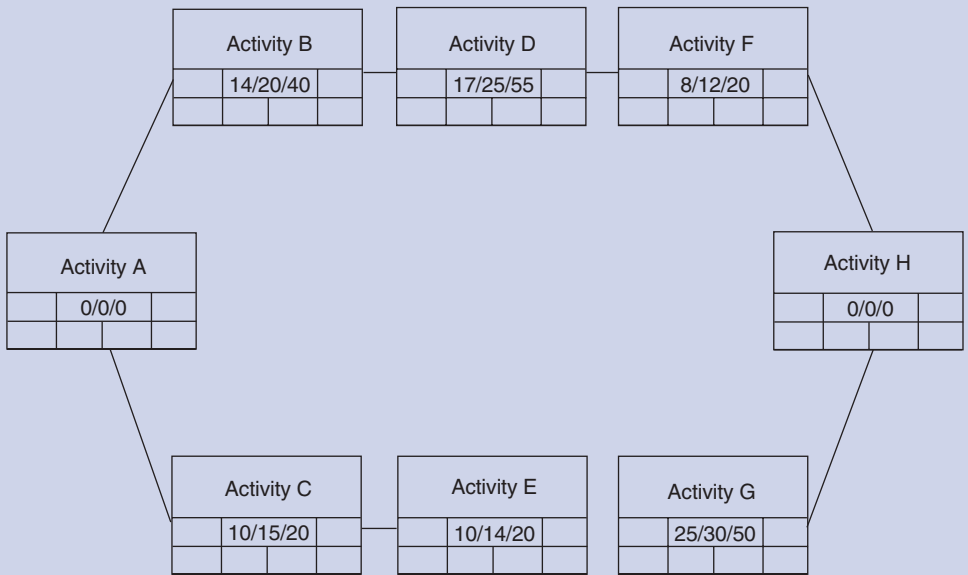 Activity B
14/20/40
Activity D
17/25/55
Activity F
8/12/20
Activity A
0/0/0
Activity H
0/0/0
Activity C
10/15/20
Activity E
10/14/20
Activity G
25/30/50